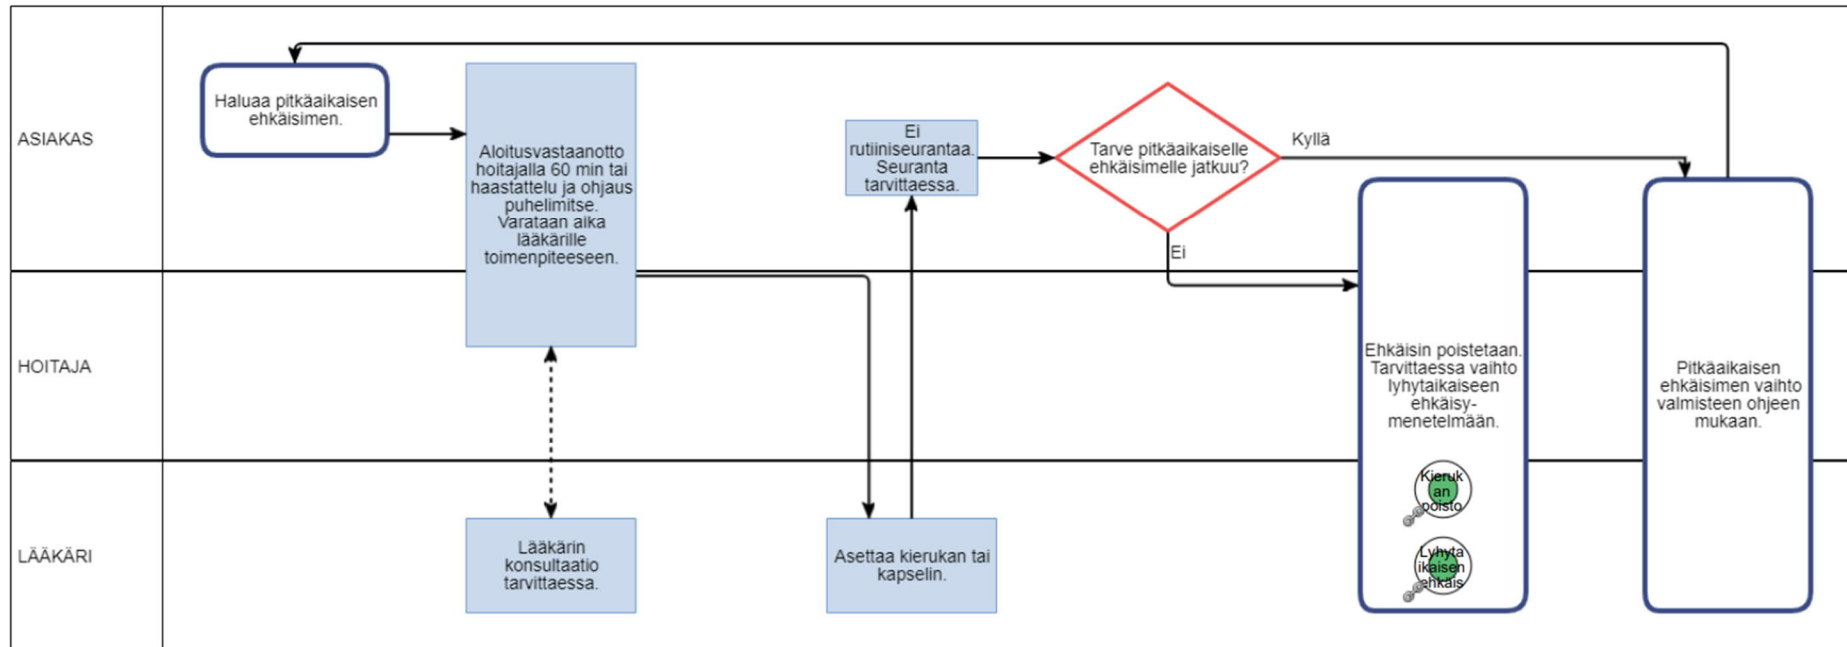 ASIAKAS
Haluaa pitkäaikaisen
ehkäisimen.
Aloitusvastaanotto
hoitajalla 60 min tai
haastattelu ja ohjaus
puhelimitse.
Varataan aika
lääkärille
toimenpiteeseen.
Ei
rutiiniseurantaa.
Seuranta
tarvittaessa.
Tarve pitkäaikaiselle
ehkäisimelle jatkuu?
Kyllä
Ei
HOITAJA
Ehkäisin poistetaan.
Tarvittaessa vaihto
lyhytaikaiseen
ehkäisy-
menetelmään.
Pitkäaikaisen
ehkäisimen vaihto
valmisteen ohjeen
mukaan.
LÄÄKÄRI
Lääkärin
konsultaatio
tarvittaessa.
Asettaa kierukan tai
kapselin.
Kieruk
an
poisto
Lyhyta
ikaisen
ehkäis